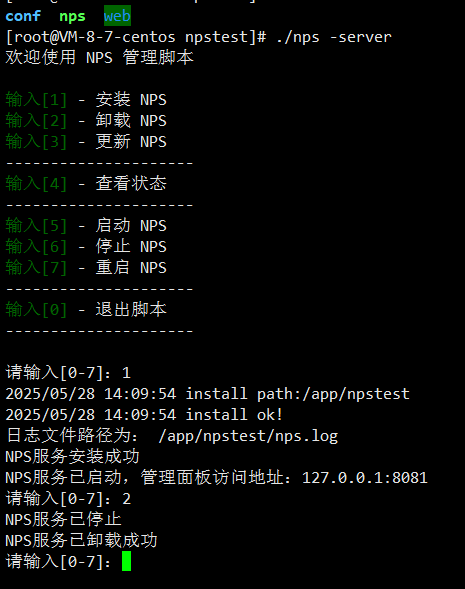 conf nps web
[root@VM-8-7-centos npstest]# ./nps -server
欢迎使用 NPS 管理脚本
输入[1] - 安装 NPS
输入[2] - 卸载 NPS
输入[3] - 更新 NPS
--------------------
输入[4] - 查看状态
--------------------
输入[5] - 启动 NPS
输入[6] - 停止 NPS
输入[7] - 重启 NPS
--------------------
输入[0] - 退出脚本
--------------------
请输入[0-7]：1
2025/05/28 14:09:54 install path:/app/npstest
2025/05/28 14:09:54 install ok!
日志文件路径为： /app/npstest/nps.log
NPS服务安装成功
NPS服务已启动，管理面板访问地址：127.0.0.1:8081
请输入[0-7]：2
NPS服务已停止
NPS服务已卸载成功
请输入[0-7]：